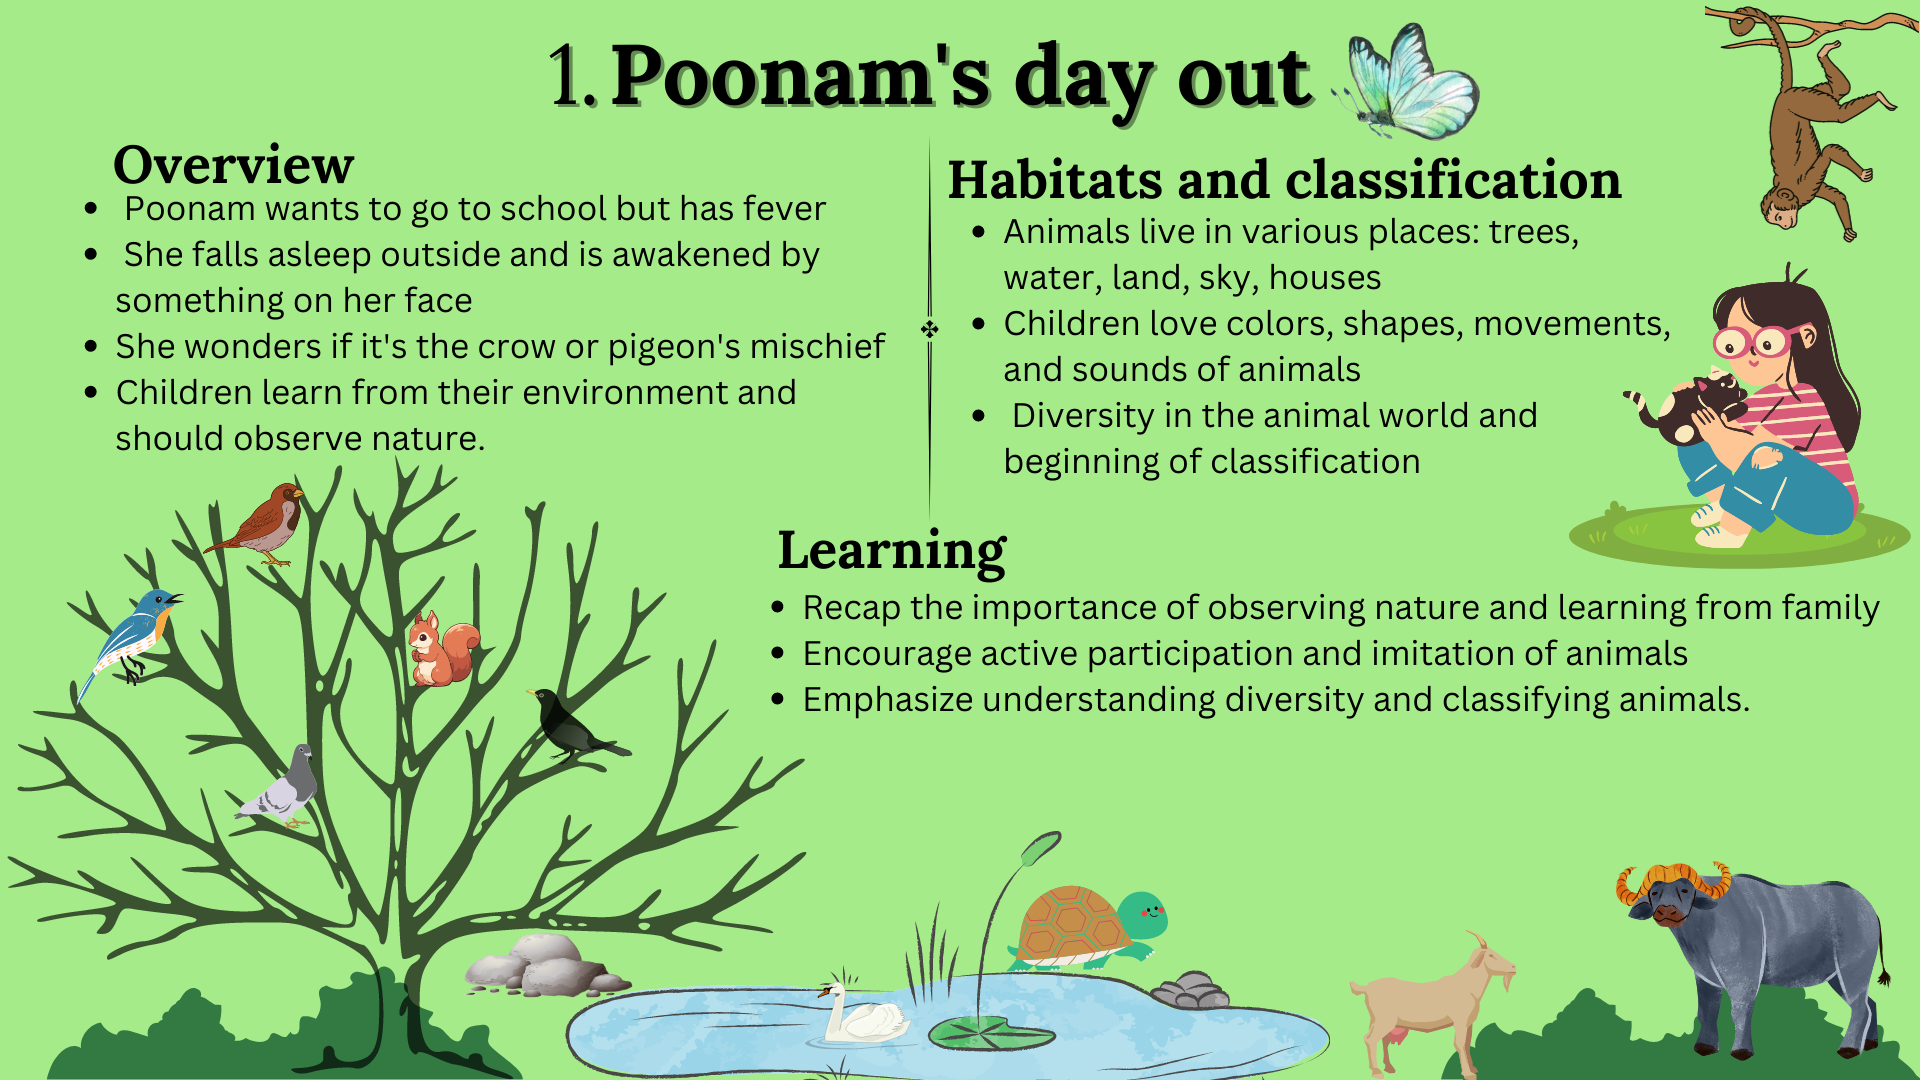 1. Poonam's day out
Overview
• Poonam wants to go to school but has fever
• She falls asleep outside and is awakened by
something on her face
• She wonders if it's the crow or pigeon's mischief
• Children learn from their environment and
should observe nature.
Habitats and classification
• Animals live in various places: trees,
water, land, sky, houses
• Children love colors, shapes, movements,
and sounds of animals
• Diversity in the animal world and
beginning of classification
Learning
• Recap the importance of observing nature and learning from family
• Encourage active participation and imitation of animals
• Emphasize understanding diversity and classifying animals.